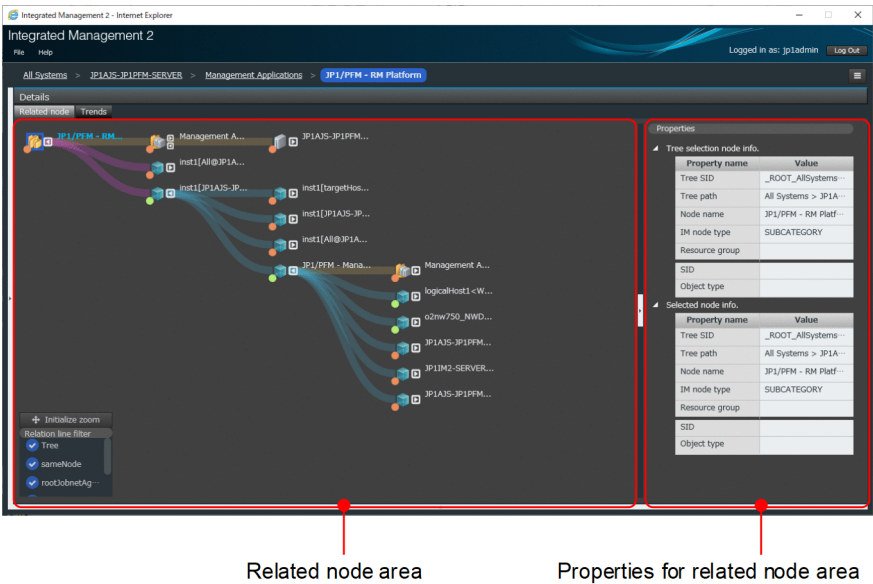 Integrated Management 2 - Internet Explorer
Integrated Management 2
File Help
Logged in as: jp1admin Log Out
All Systems > JP1AJS-JP1PFM-SERVER > Management Applications > JP1/PFM - RM Platform
Details
Related node Trends
JP1/PFM - RM...
Management A...
JP1AJS-JP1PFM...
inst1[All@JP1A...
inst1[JP1AJS-JP...
inst1[targetHos...
inst1[JP1AJS-JP...
inst1[All@JP1A...
JP1/PFM - Mana...
Management A...
logicalHost1<W...
o2nw750_NWD...
JP1AJS-JP1PFM...
JP1IM2-SERVER...
JP1AJS-JP1PFM...
Initialize zoom
Relation line filter
Tree
sameNode
rootJobnetAg...
Properties
Tree selection node info.
Property name Value
Tree SID _ROOT_AllSystems...
Tree path All Systems > JP1A...
Node name JP1/PFM - RM Platf...
IM node type SUBCATEGORY
Resource group
SID
Object type
Selected node info.
Property name Value
Tree SID _ROOT_AllSystems...
Tree path All Systems > JP1A...
Node name JP1/PFM - RM Platf...
IM node type SUBCATEGORY
Resource group
SID
Object type
Related node area
Properties for related node area